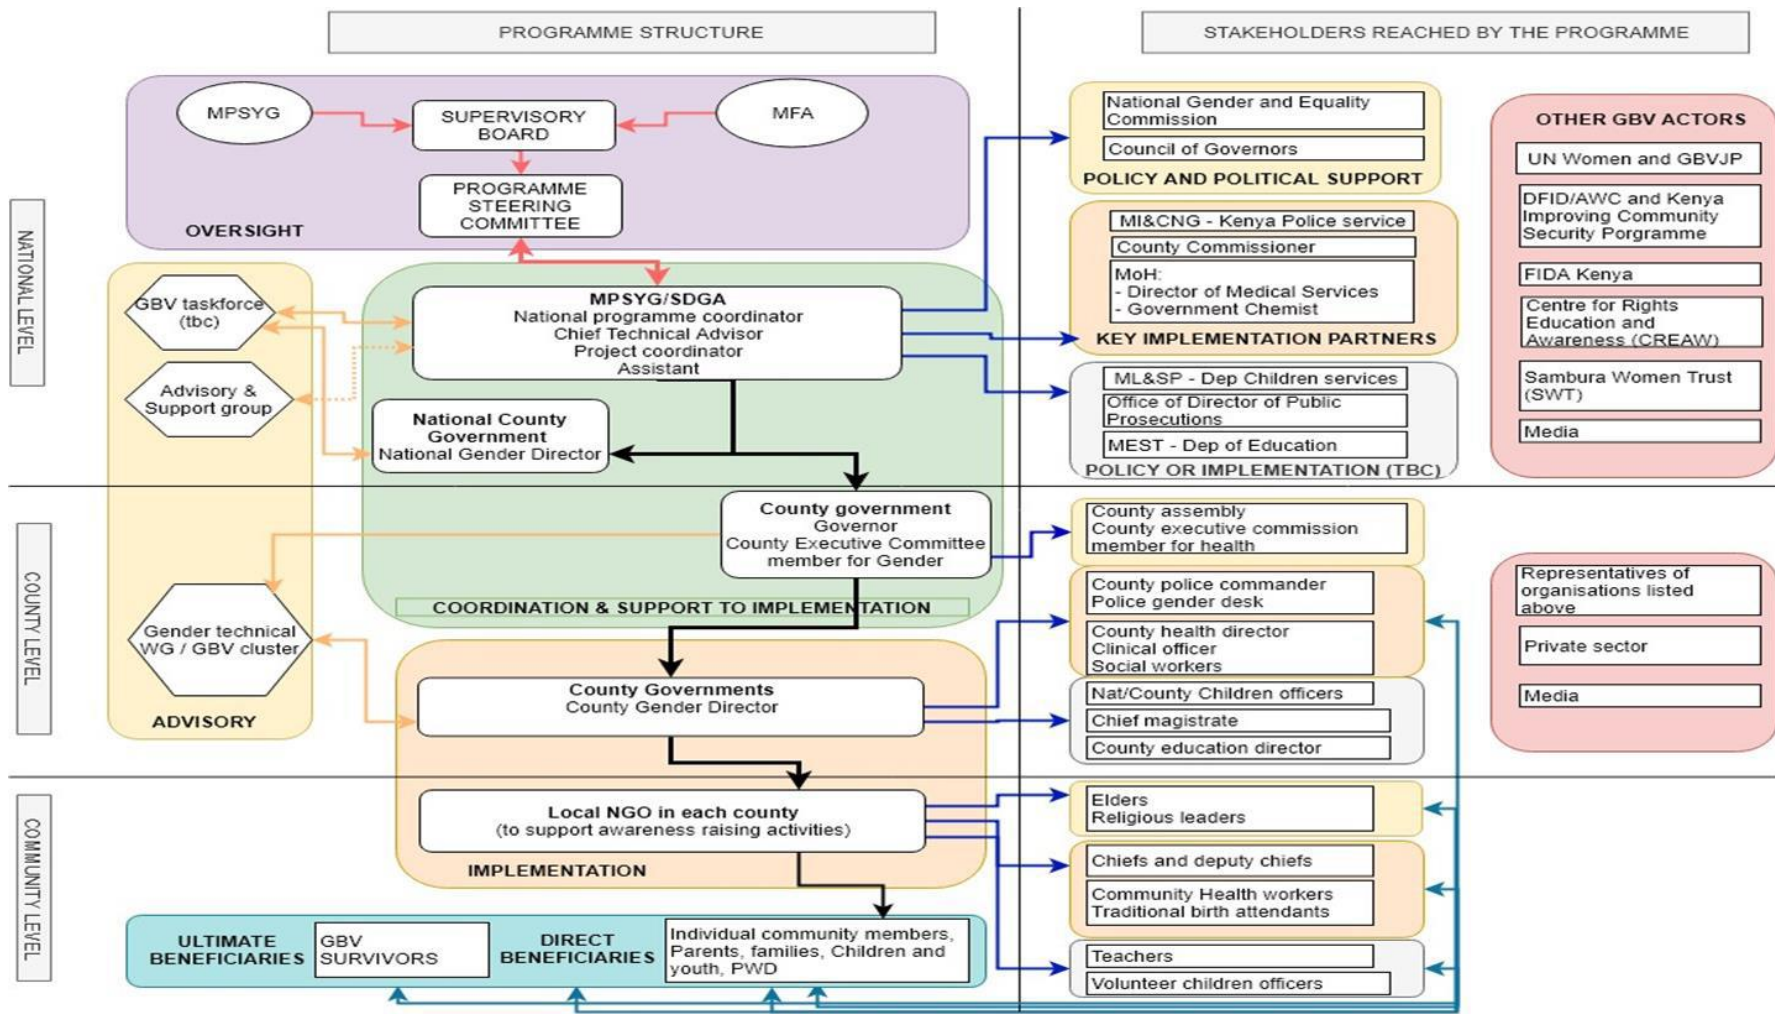 PROGRAMME STRUCTURE
STAKEHOLDERS REACHED BY THE PROGRAMME
NATIONAL LEVEL
MPSYG
SUPERVISORY
BOARD
MFA
PROGRAMME
STEERING
COMMITTEE
OVERSIGHT
GBV taskforce
(tbc)
Advisory &
Support group
MPSYG/SDGA
National programme coordinator
Chief Technical Advisor
Project coordinator
Assistant
National County
Government
National Gender Director
National Gender and Equality
Commission
Council of Governors
POLICY AND POLITICAL SUPPORT
MI&CNG - Kenya Police service
County Commissioner
MoH:
- Director of Medical Services
- Government Chemist
KEY IMPLEMENTATION PARTNERS
ML&SP - Dep Children services
Office of Director of Public
Prosecutions
MEST - Dep of Education
POLICY OR IMPLEMENTATION (TBC)
OTHER GBV ACTORS
UN Women and GBVJP
DFID/AWC and Kenya
Improving Community
Security Porgramme
FIDA Kenya
Centre for Rights
Education and
Awareness (CREAW)
Sambura Women Trust
(SWT)
Media
COUNTY LEVEL
County government
Governor
County Executive Committee
member for Gender
COORDINATION & SUPPORT TO IMPLEMENTATION
Gender technical
WG / GBV cluster
ADVISORY
County Governments
County Gender Director
County assembly
County executive commission
member for health
County police commander
Police gender desk
County health director
Clinical officer
Social workers
Nat/County Children officers
Chief magistrate
County education director
Representatives of
organisations listed
above
Private sector
Media
COMMUNITY LEVEL
Local NGO in each county
(to support awareness raising activities)
IMPLEMENTATION
Elders
Religious leaders
Chiefs and deputy chiefs
Community Health workers
Traditional birth attendants
Teachers
Volunteer children officers
ULTIMATE
BENEFICIARIES
GBV
SURVIVORS
DIRECT
BENEFICIARIES
Individual community members,
Parents, families, Children and
youth, PWD